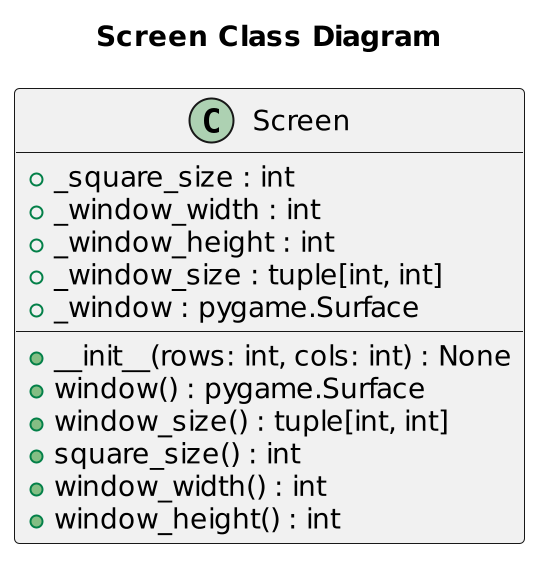 Screen Class Diagram
C Screen
_square_size : int
_window_width : int
_window_height : int
_window_size : tuple[int, int]
_window : pygame.Surface
__init__(rows: int, cols: int) : None
window() : pygame.Surface
window_size() : tuple[int, int]
square_size() : int
window_width() : int
window_height() : int